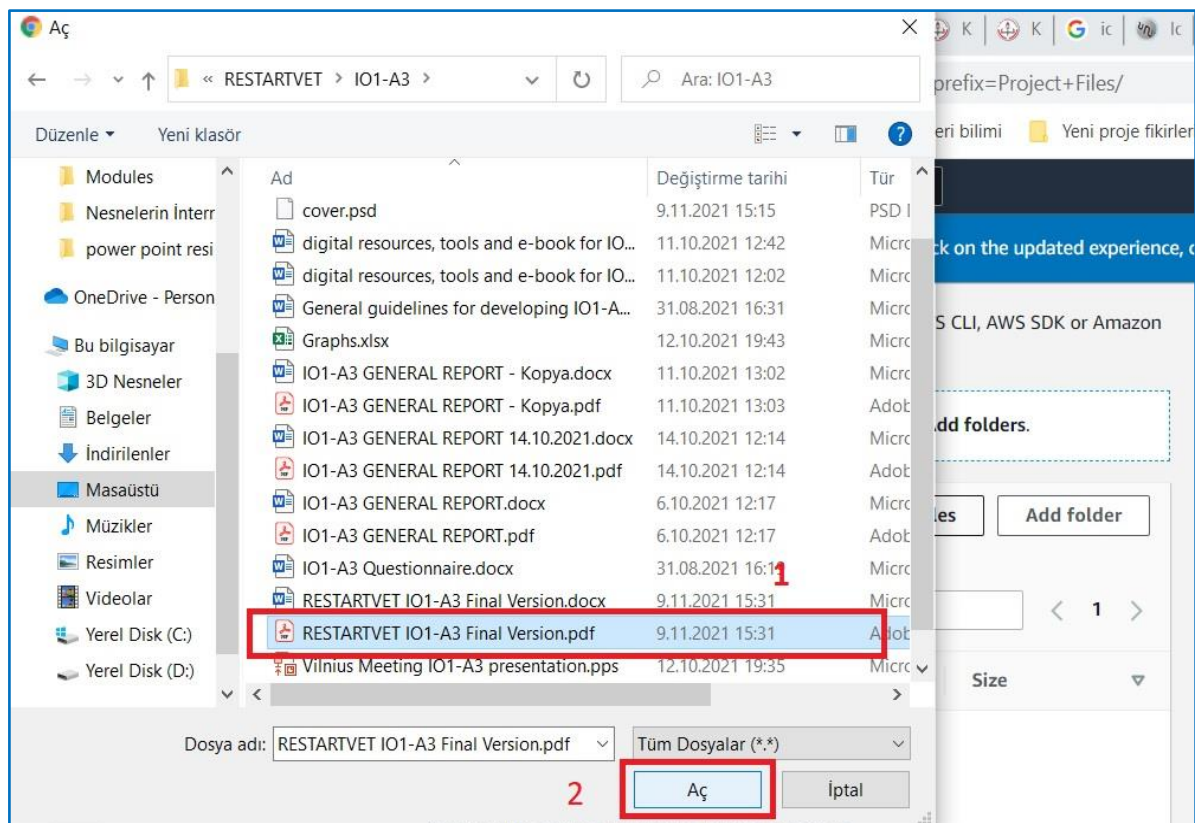 Aç
K K ic Ic
« RESTARTVET > IO1-A3 > Ara: IO1-A3
prefix=Project+Files/
Düzenle Yeni klasör
eri bilimi Yeni proje fikirler
Modules
Nesnelerin İnterr
power point resi
OneDrive - Person
Bu bilgisayar
3D Nesneler
Belgeler
İndirilenler
Masaüstü
Müzikler
Resimler
Videolar
Yerel Disk (C:)
Yerel Disk (D:)
Ad Değiştirme tarihi Tür
cover.psd 9.11.2021 15:15 PSD
digital resources, tools and e-book for IO... 11.10.2021 12:42 Micro
digital resources, tools and e-book for IO... 11.10.2021 12:02 Micro
General guidelines for developing IO1-A... 31.08.2021 16:31 Micro
Graphs.xlsx 12.10.2021 19:43 Micro
IO1-A3 GENERAL REPORT - Kopya.docx 11.10.2021 13:02 Micro
IO1-A3 GENERAL REPORT - Kopya.pdf 11.10.2021 13:03 Adob
IO1-A3 GENERAL REPORT 14.10.2021.docx 14.10.2021 12:14 Micro
IO1-A3 GENERAL REPORT 14.10.2021.pdf 14.10.2021 12:14 Adob
IO1-A3 GENERAL REPORT.docx 6.10.2021 12:17 Micro
IO1-A3 GENERAL REPORT.pdf 6.10.2021 12:17 Adob
IO1-A3 Questionnaire.docx 31.08.2021 Micro
1
RESTARTVET IO1-A3 Final Version.docx 9.11.2021 15:31 Micro
RESTARTVET IO1-A3 Final Version.pdf 9.11.2021 15:31 Adob
Vilnius Meeting IO1-A3 presentation.pps 12.10.2021 19:35 Micro
Dosya adı: RESTARTVET IO1-A3 Final Version.pdf Tüm Dosyalar (*.*)
2 Aç İptal
ck on the updated experience, c
S CLI, AWS SDK or Amazon
Add folders.
les Add folder
< 1 >
Size